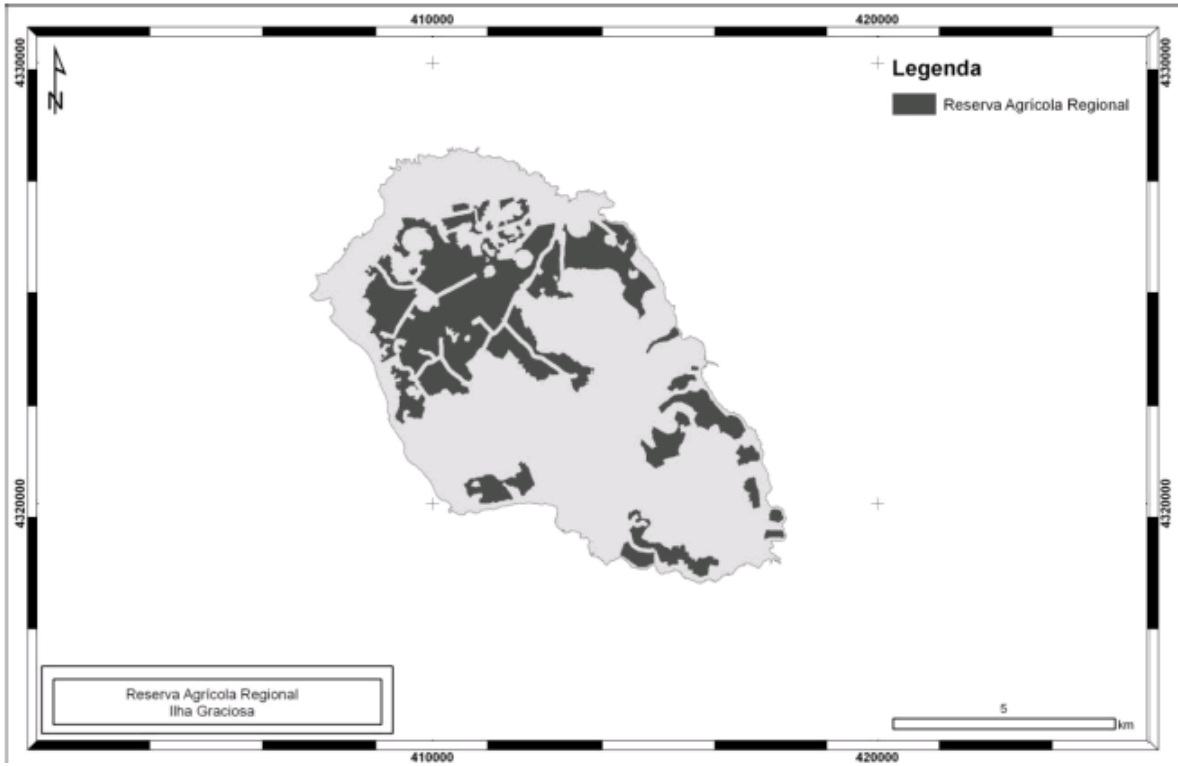 410000
420000
4330000
4330000
N
Legenda
Reserva Agrícola Regional
4320000
4320000
Reserva Agrícola Regional
Ilha Graciosa
5
km
410000
420000